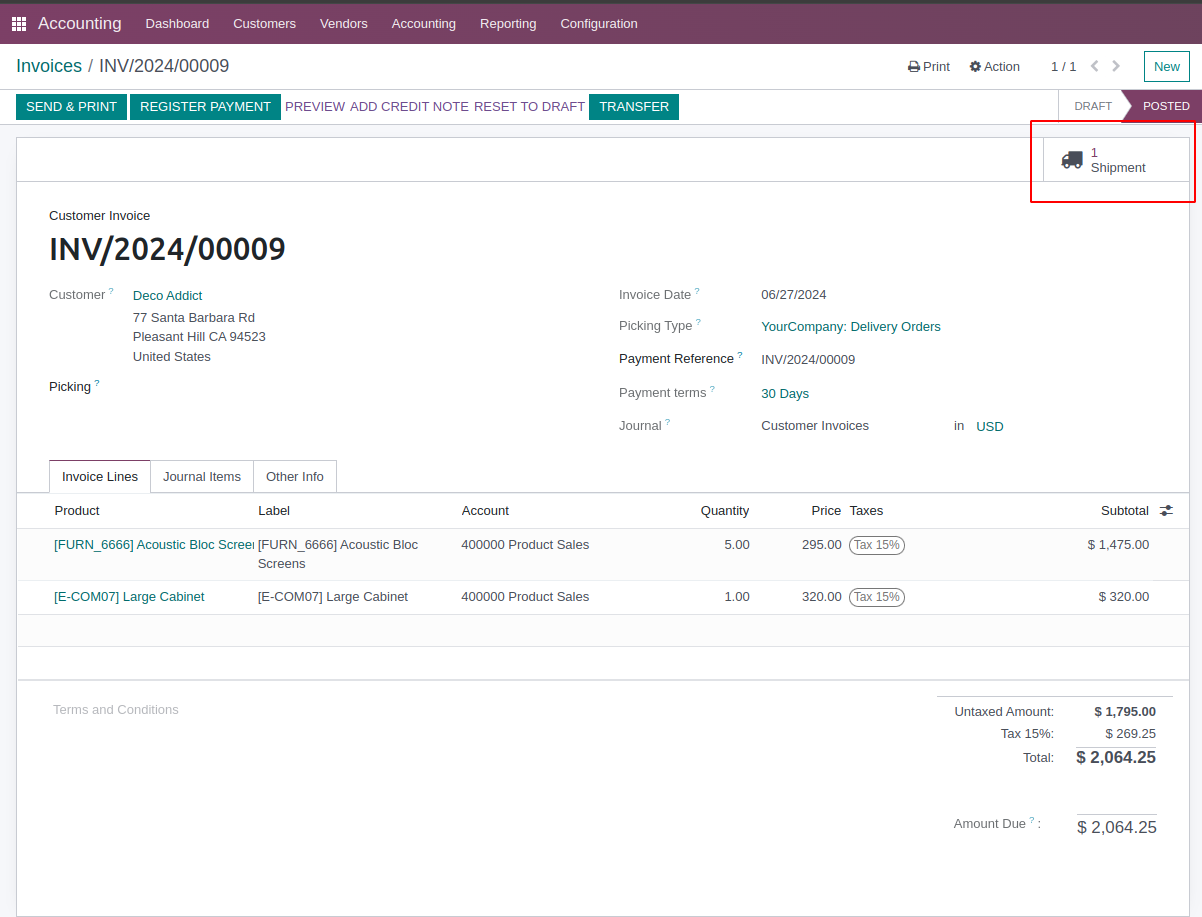 Accounting Dashboard Customers Vendors Accounting Reporting Configuration
Invoices / INV/2024/00009 Print Action 1 / 1 New
SEND & PRINT REGISTER PAYMENT PREVIEW ADD CREDIT NOTE RESET TO DRAFT TRANSFER DRAFT POSTED
1
Shipment
Customer Invoice
INV/2024/00009
Customer ? Deco Addict Invoice Date ? 06/27/2024
77 Santa Barbara Rd
Pleasant Hill CA 94523 Picking Type ? YourCompany: Delivery Orders
United States Payment Reference ? INV/2024/00009
Picking ? Payment terms ? 30 Days
Journal ? Customer Invoices in USD
Invoice Lines Journal Items Other Info
Product Label Account Quantity Price Taxes Subtotal
[FURN_6666] Acoustic Bloc Screen [FURN_6666] Acoustic Bloc 400000 Product Sales 5.00 295.00 Tax 15% $ 1,475.00
Screens
[E-COM07] Large Cabinet [E-COM07] Large Cabinet 400000 Product Sales 1.00 320.00 Tax 15% $ 320.00
Terms and Conditions Untaxed Amount: $ 1,795.00
Tax 15%: $ 269.25
Total: $ 2,064.25
Amount Due ? : $ 2,064.25